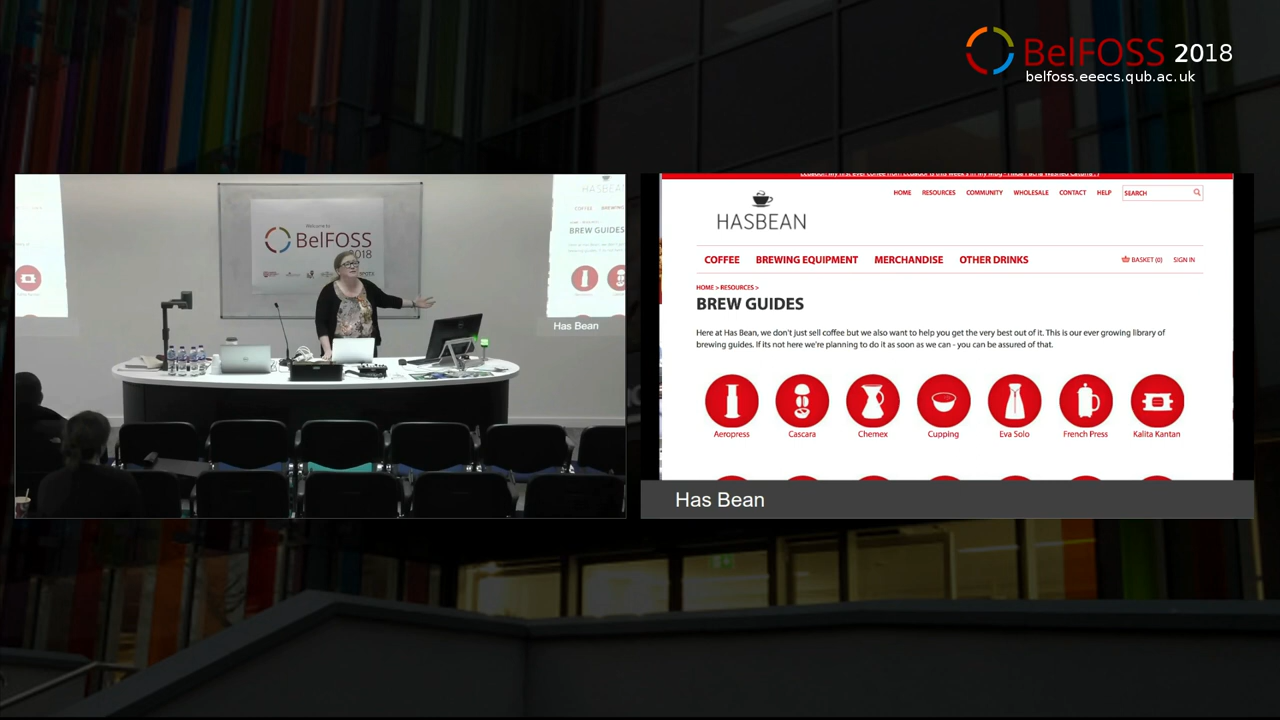 BelFOSS 2018
belfoss.eeecs.qub.ac.uk
Welcome to
BelFOSS
2018
HASBEAN
COFFEE
BREW GUIDES
Has Bean
HOME RESOURCES COMMUNITY WHOLESALE CONTACT HELP SEARCH
HASBEAN
COFFEE BREWING EQUIPMENT MERCHANDISE OTHER DRINKS BASKET (0) SIGN IN
HOME > RESOURCES >
BREW GUIDES
Here at Has Bean, we don't just sell coffee but we also want to help you get the very best out of it. This is our ever growing library of
brewing guides. If its not here we're planning to do it as soon as we can - you can be assured of that.
Aeropress Cascara Chemex Cupping Eva Solo French Press Kalita Kantan
Has Bean